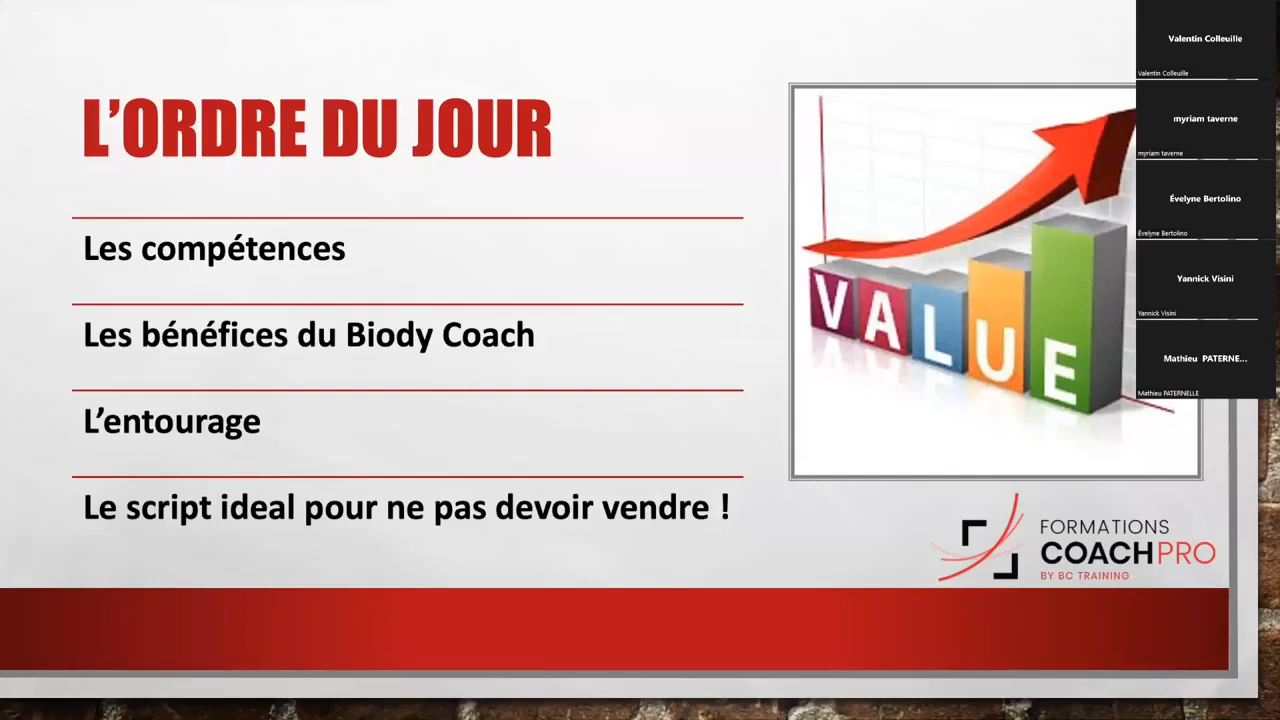 L'ORDRE DU JOUR
Les compétences
Les bénéfices du Biody Coach
L'entourage
Le script ideal pour ne pas devoir vendre !
VALUE
FORMATIONS
COACHPRO
BY BC TRAINING
Valentin Colleuille
Valentin Colleuille
myriam taverne
myriam taverne
Évelyne Bertolino
Évelyne Bertolino
Yannick Visini
Yannick Visini
Mathieu PATERNE...
Mathieu PATERNELLE